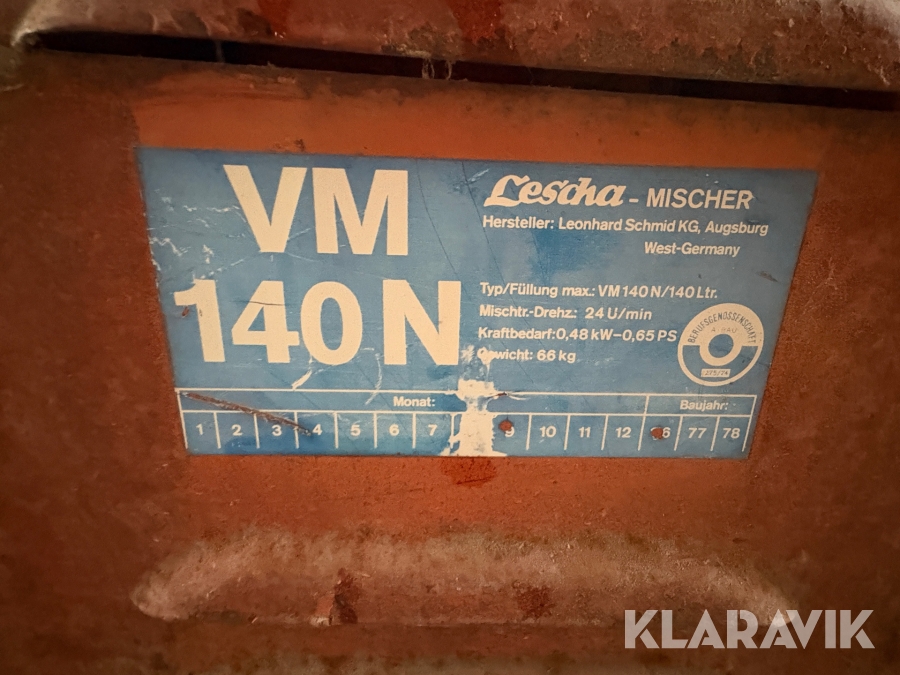 VM
140 N
Lescha - MISCHER
Hersteller: Leonhard Schmid KG, Augsburg
West-Germany
Typ/Füllung max.: VM 140 N/140 Ltr.
Mischtr.-Drehz.: 24 U/min
Kraftbedarf: 0,48 kW-0,65 PS
Gewicht: 66 kg
BERUFSGENOSSENSCHAFT
Monat: Baujahr:
1 2 3 4 5 6 7 9 10 11 12 76 77 78
KLARAVIK